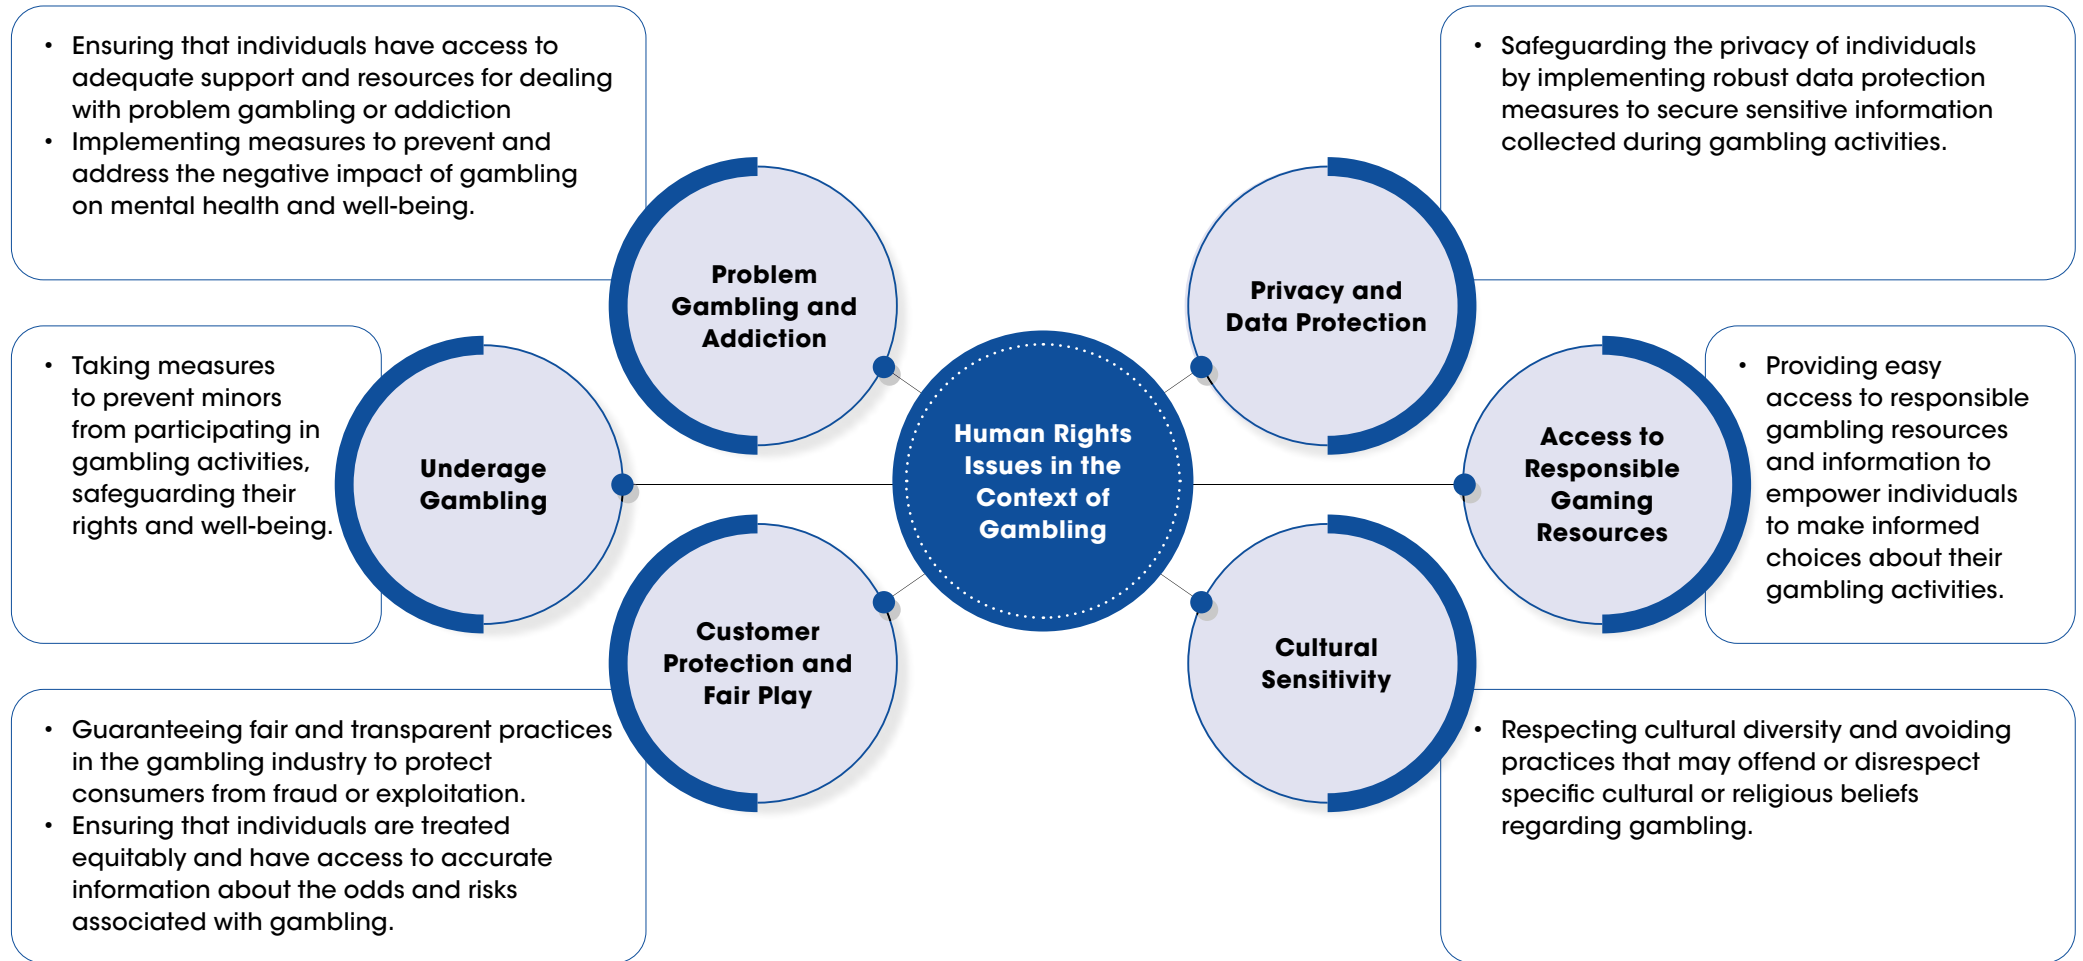 • Ensuring that individuals have access to
adequate support and resources for dealing
with problem gambling or addiction
• Implementing measures to prevent and
address the negative impact of gambling
on mental health and well-being.
Problem
Gambling and
Addiction
• Safeguarding the privacy of individuals
by implementing robust data protection
measures to secure sensitive information
collected during gambling activities.
Privacy and
Data Protection
• Taking measures
to prevent minors
from participating in
gambling activities,
safeguarding their
rights and well-being.
Underage
Gambling
Human Rights
Issues in the
Context of
Gambling
Access to
Responsible
Gaming
Resources
• Providing easy
access to responsible
gambling resources
and information to
empower individuals
to make informed
choices about their
gambling activities.
Customer
Protection and
Fair Play
• Guaranteeing fair and transparent practices
in the gambling industry to protect
consumers from fraud or exploitation.
• Ensuring that individuals are treated
equitably and have access to accurate
information about the odds and risks
associated with gambling.
Cultural
Sensitivity
• Respecting cultural diversity and avoiding
practices that may offend or disrespect
specific cultural or religious beliefs
regarding gambling.